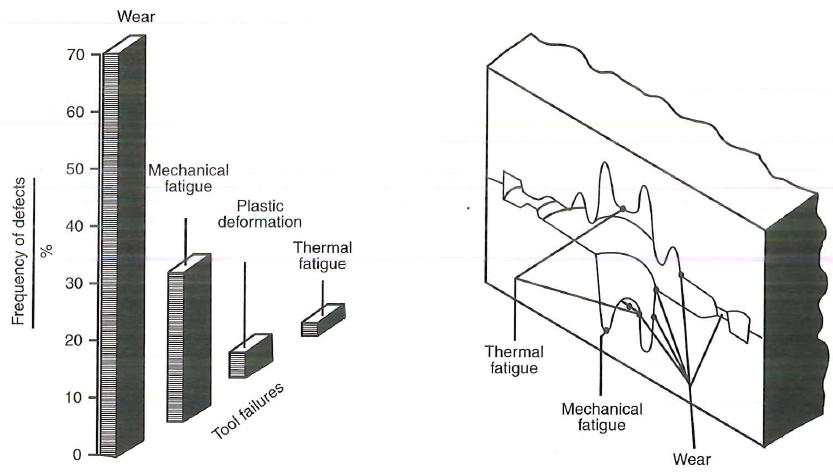 Wear
70
60
50
40
30
20
10
0
Frequency of defects
%
Mechanical
fatigue
Plastic
deformation
Thermal
fatigue
Tool failures
Thermal
fatigue
Mechanical
fatigue
Wear